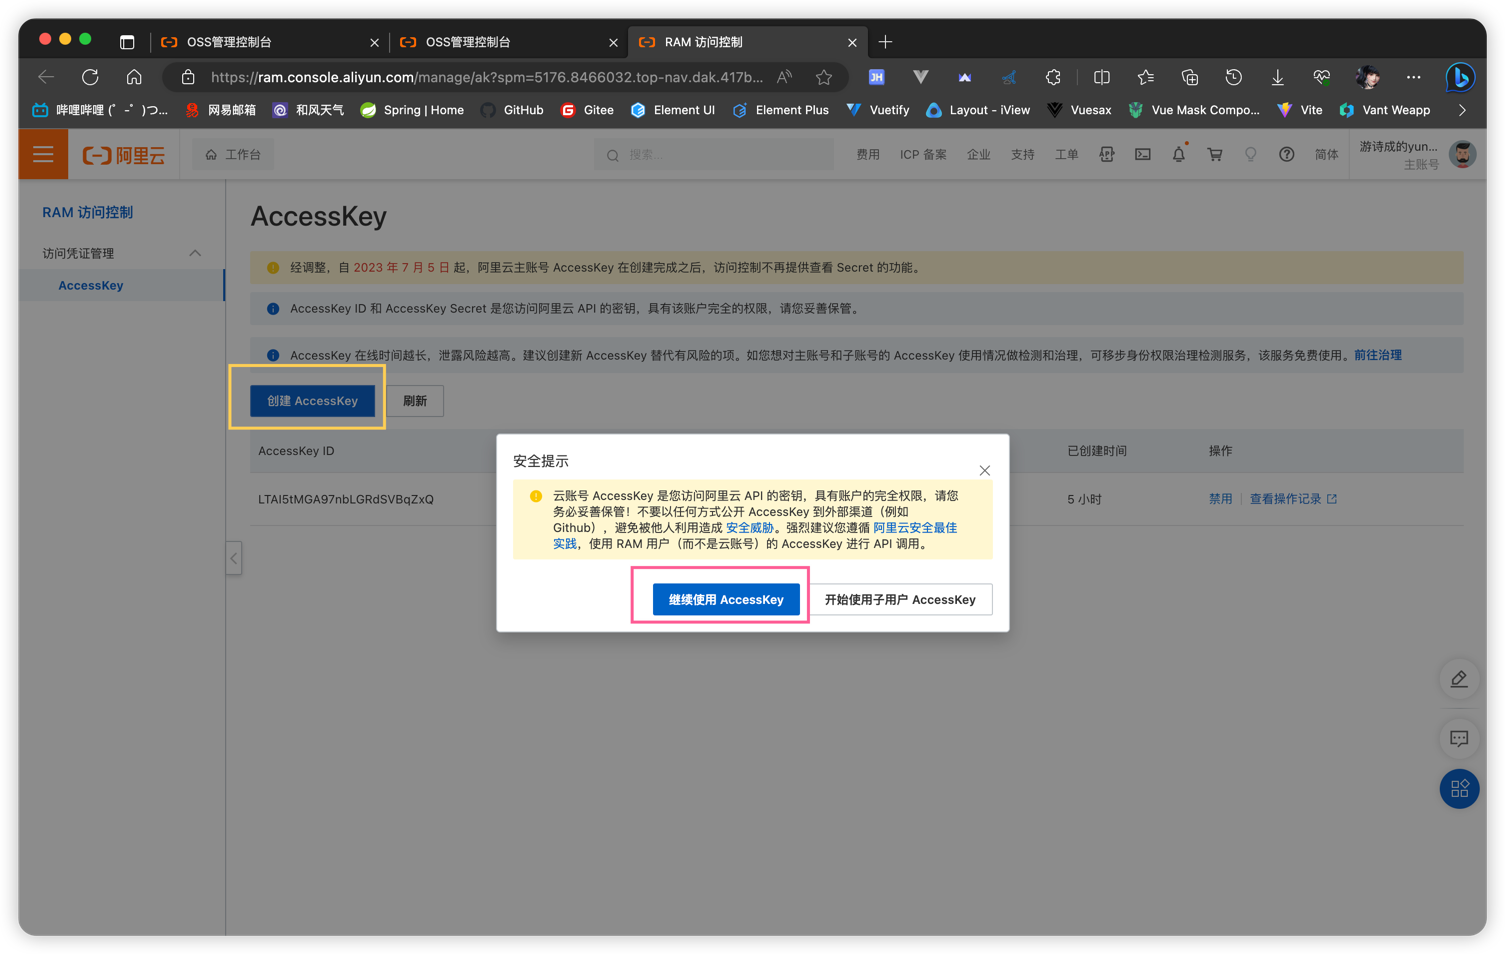 OSS管理控制台
OSS管理控制台
RAM 访问控制
https://ram.console.aliyun.com/manage/ak?spm=5176.8466032.top-nav.dak.417b...
哔哩哔哩 (゜-゜)つ...
网易邮箱
和风天气
Spring | Home
GitHub
Gitee
Element UI
Element Plus
Vuetify
Layout - iView
Vuesax
Vue Mask Compo...
Vite
Vant Weapp
阿里云
工作台
搜索...
费用
ICP 备案
企业
支持
工单
简体
游诗成的yun...
主账号
RAM 访问控制
访问凭证管理
AccessKey
AccessKey
经调整，自 2023 年 7 月 5 日 起，阿里云主账号 AccessKey 在创建完成之后，访问控制不再提供查看 Secret 的功能。
AccessKey ID 和 AccessKey Secret 是您访问阿里云 API 的密钥，具有该账户完全的权限，请您妥善保管。
AccessKey 在线时间越长，泄露风险越高。建议创建新 AccessKey 替代有风险的项。如您想对主账号和子账号的 AccessKey 使用情况做检测和治理，可移步身份权限治理检测服务，该服务免费使用。前往治理
创建 AccessKey
刷新
AccessKey ID
已创建时间
操作
LTAI5tMGA97nbLGRdSVBqZxQ
5 小时
禁用
查看操作记录
安全提示
云账号 AccessKey 是您访问阿里云 API 的密钥，具有账户的完全权限，请您
务必妥善保管！不要以任何方式公开 AccessKey 到外部渠道（例如
Github），避免被他人利用造成 安全威胁。强烈建议您遵循 阿里云安全最佳
实践，使用 RAM 用户（而不是云账号）的 AccessKey 进行 API 调用。
继续使用 AccessKey
开始使用子用户 AccessKey